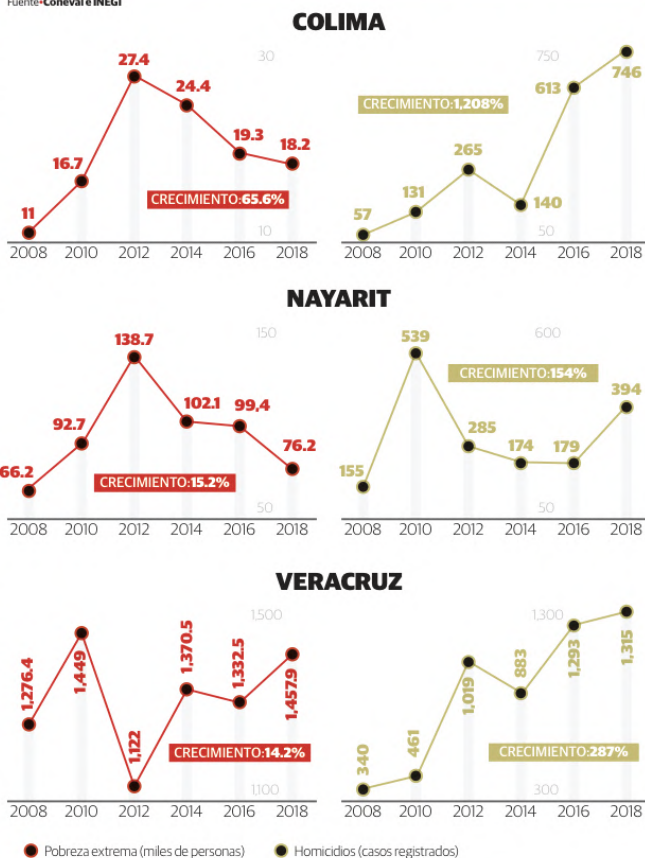 Fuente•Coneval e INEGI
COLIMA
30
27.4
24.4
19.3
18.2
16.7
11
CRECIMIENTO:65.6%
10
2008 2010 2012 2014 2016 2018
750
746
613
CRECIMIENTO:1,208%
265
131
140
57
50
2008 2010 2012 2014 2016 2018
NAYARIT
150
138.7
102.1
99,4
92.7
76.2
66.2
CRECIMIENTO:15.2%
50
2008 2010 2012 2014 2016 2018
600
539
CRECIMIENTO:154%
394
285
174
179
155
50
2008 2010 2012 2014 2016 2018
VERACRUZ
1,500
1,276.4
1,449
1,122
1,370.5
1,332.5
1,457.9
CRECIMIENTO:14.2%
1,100
2008 2010 2012 2014 2016 2018
1,300
340
461
1,019
883
1,293
1,315
CRECIMIENTO:287%
300
2008 2010 2012 2014 2016 2018
Pobreza extrema (miles de personas)
Homicidios (casos registrados)